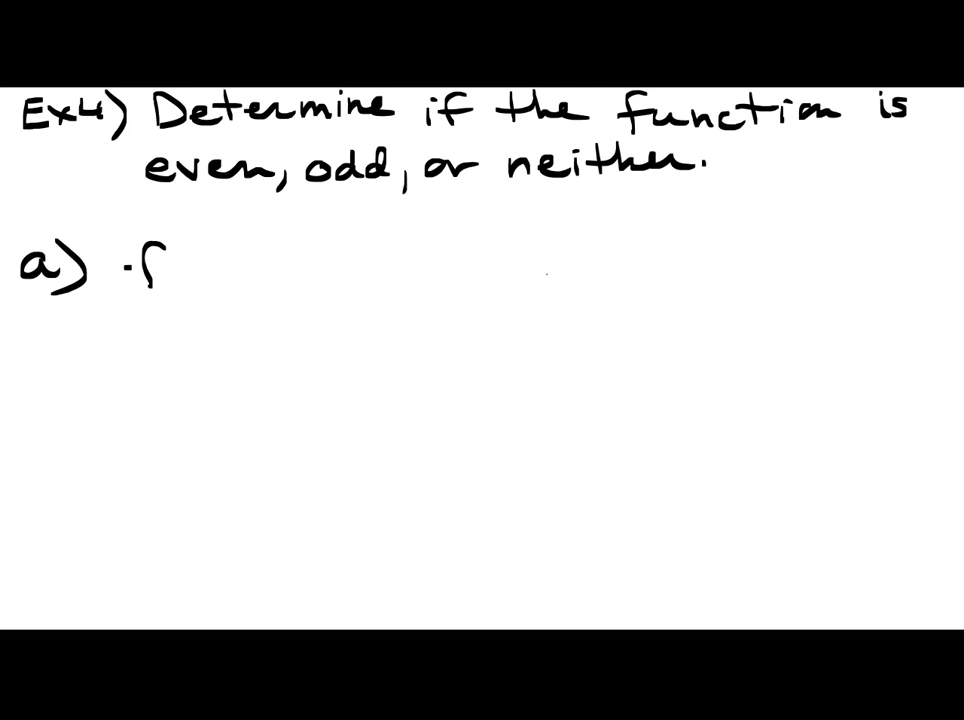 Ex4) Determine if the function is
even, odd, or neither.
a)